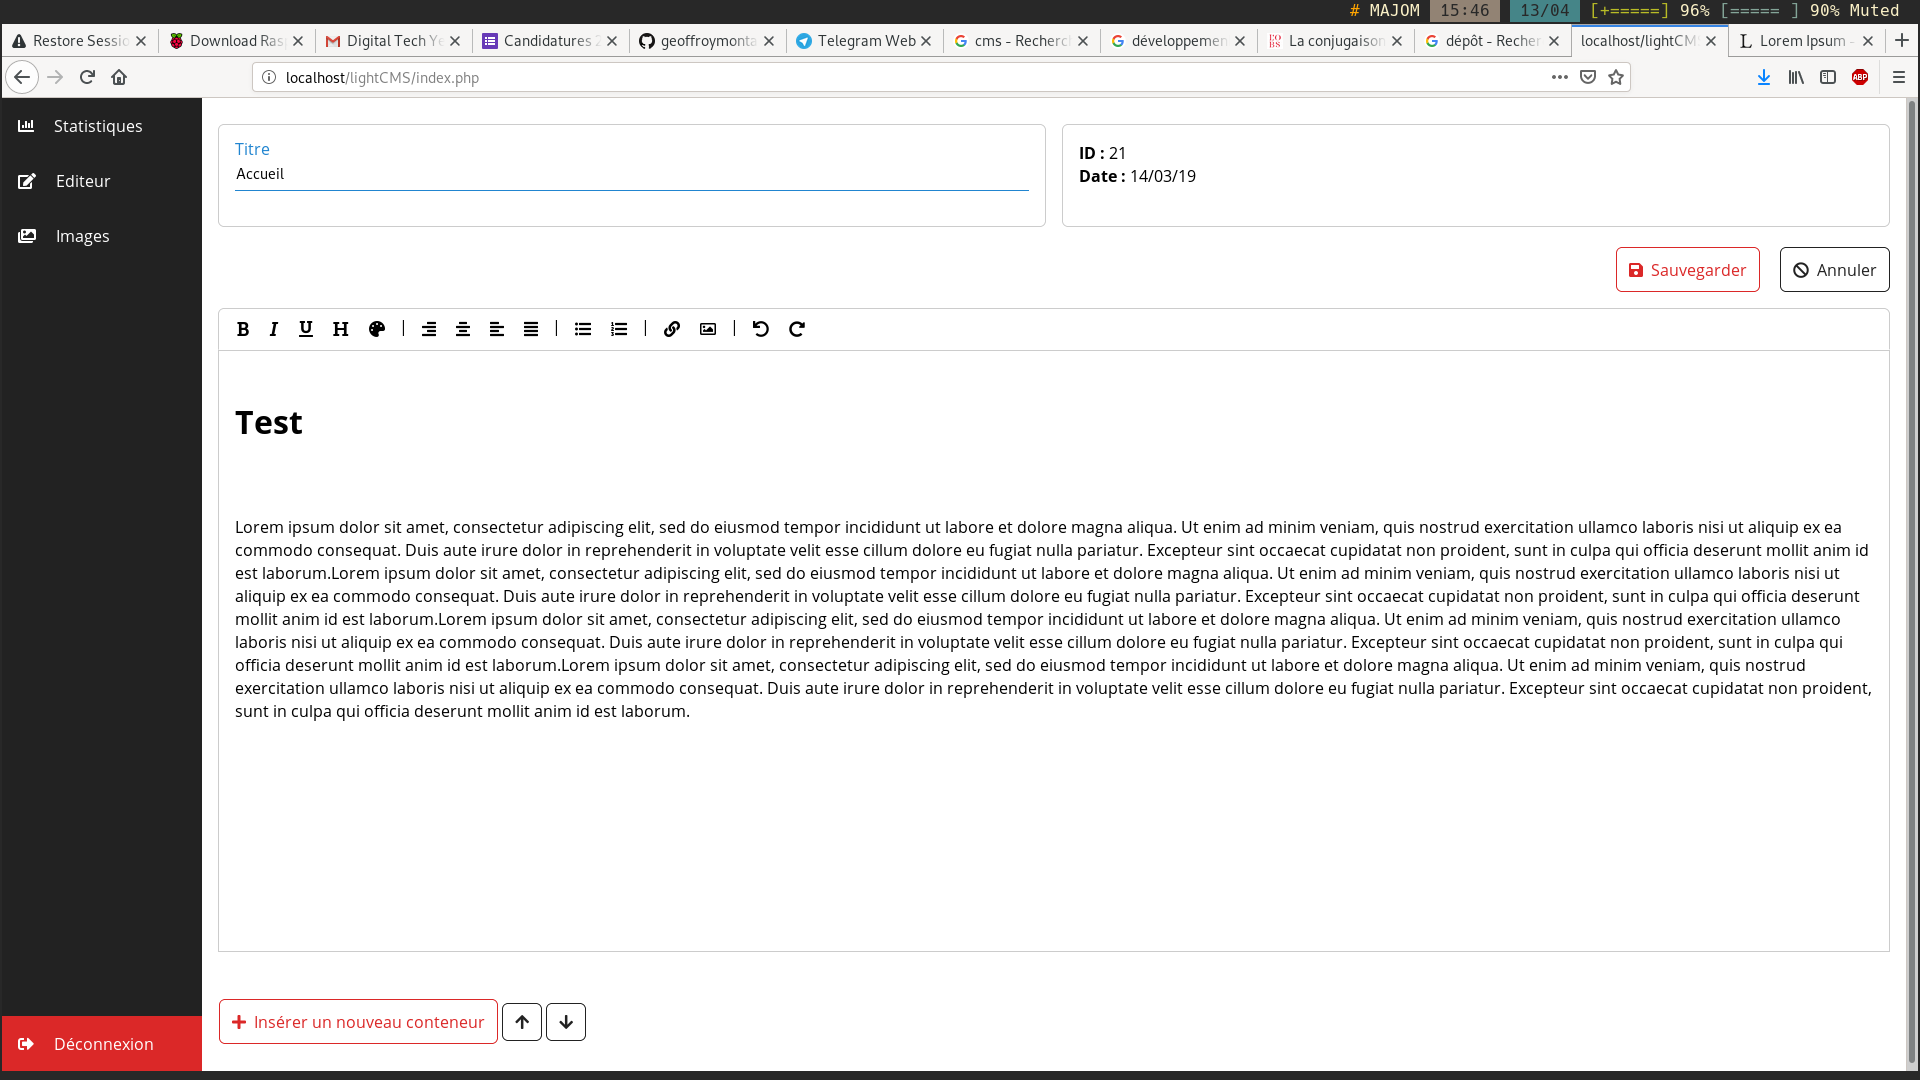 # MAJOM 15:46 13/04 [+=====] 96% [===== ] 90% Muted
Restore Sessio Download Ras Digital Tech Ye Candidatures 2 geoffroymonta Telegram Web cms - Recherc développemen La conjugaison dépôt - Recher localhost/lightCM Lorem Ipsum -
localhost/lightCMS/index.php
ABP
Statistiques
Editeur
Images
Déconnexion
Titre
Accueil
ID : 21
Date : 14/03/19
Sauvegarder Annuler
B I U H
Test
Lorem ipsum dolor sit amet, consectetur adipiscing elit, sed do eiusmod tempor incididunt ut labore et dolore magna aliqua. Ut enim ad minim veniam, quis nostrud exercitation ullamco laboris nisi ut aliquip ex ea
commodo consequat. Duis aute irure dolor in reprehenderit in voluptate velit esse cillum dolore eu fugiat nulla pariatur. Excepteur sint occaecat cupidatat non proident, sunt in culpa qui officia deserunt mollit anim id
est laborum.Lorem ipsum dolor sit amet, consectetur adipiscing elit, sed do eiusmod tempor incididunt ut labore et dolore magna aliqua. Ut enim ad minim veniam, quis nostrud exercitation ullamco laboris nisi ut
aliquip ex ea commodo consequat. Duis aute irure dolor in reprehenderit in voluptate velit esse cillum dolore eu fugiat nulla pariatur. Excepteur sint occaecat cupidatat non proident, sunt in culpa qui officia deserunt
mollit anim id est laborum.Lorem ipsum dolor sit amet, consectetur adipiscing elit, sed do eiusmod tempor incididunt ut labore et dolore magna aliqua. Ut enim ad minim veniam, quis nostrud exercitation ullamco
laboris nisi ut aliquip ex ea commodo consequat. Duis aute irure dolor in reprehenderit in voluptate velit esse cillum dolore eu fugiat nulla pariatur. Excepteur sint occaecat cupidatat non proident, sunt in culpa qui
officia deserunt mollit anim id est laborum.Lorem ipsum dolor sit amet, consectetur adipiscing elit, sed do eiusmod tempor incididunt ut labore et dolore magna aliqua. Ut enim ad minim veniam, quis nostrud
exercitation ullamco laboris nisi ut aliquip ex ea commodo consequat. Duis aute irure dolor in reprehenderit in voluptate velit esse cillum dolore eu fugiat nulla pariatur. Excepteur sint occaecat cupidatat non proident,
sunt in culpa qui officia deserunt mollit anim id est laborum.
Insérer un nouveau conteneur